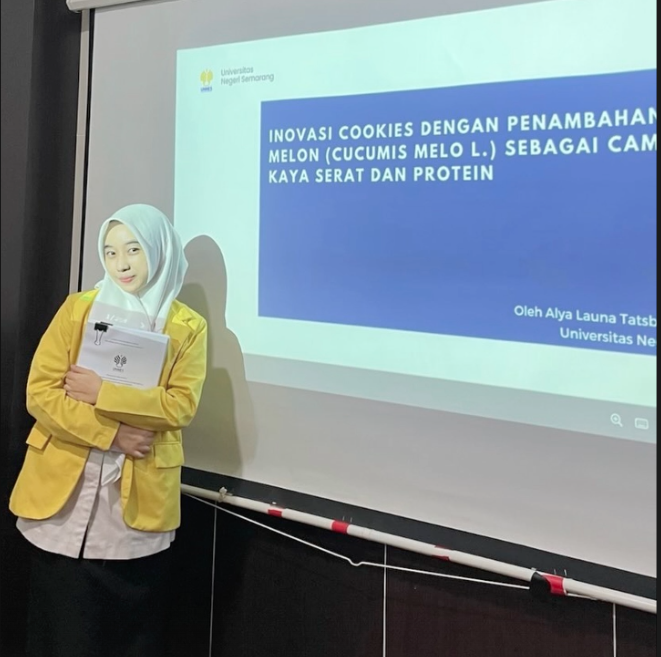 Universitas
Negeri Semarang
INOVASI COOKIES DENGAN PENAMBAHAN
MELON (CUCUMIS MELO L.) SEBAGAI CAM
KAYA SERAT DAN PROTEIN
Oleh Alya Launa Tatsb
Universitas Ne